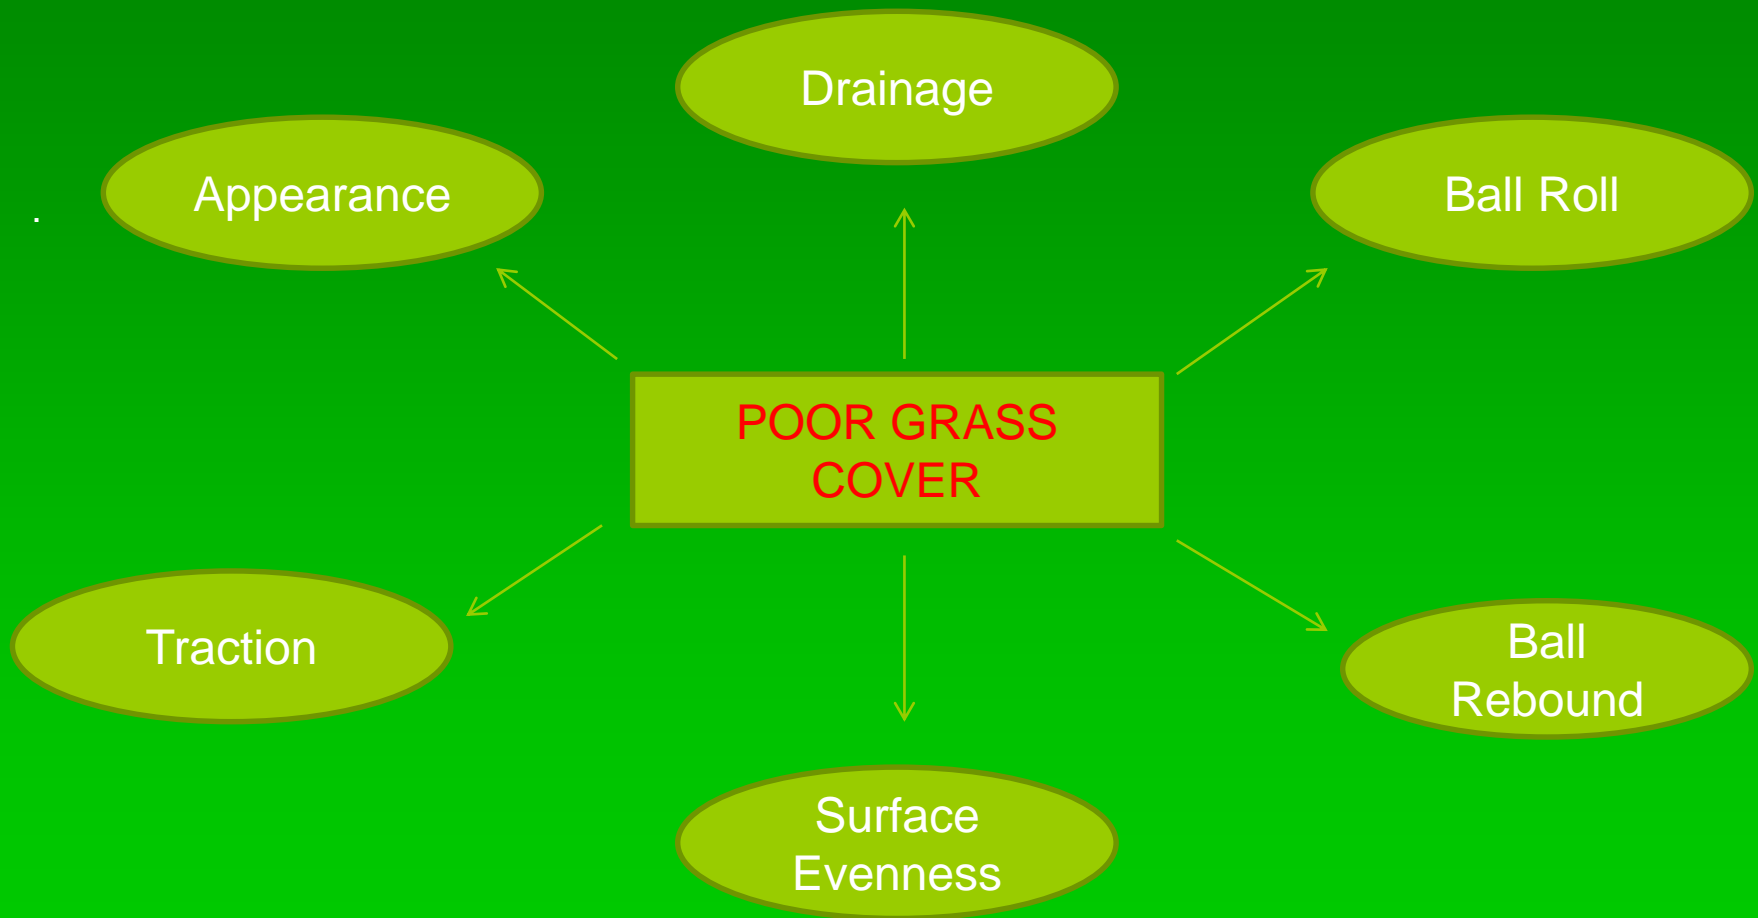 Drainage
Appearance
Ball Roll
.
POOR GRASS
COVER
Traction
Ball
Rebound
Surface
Evenness